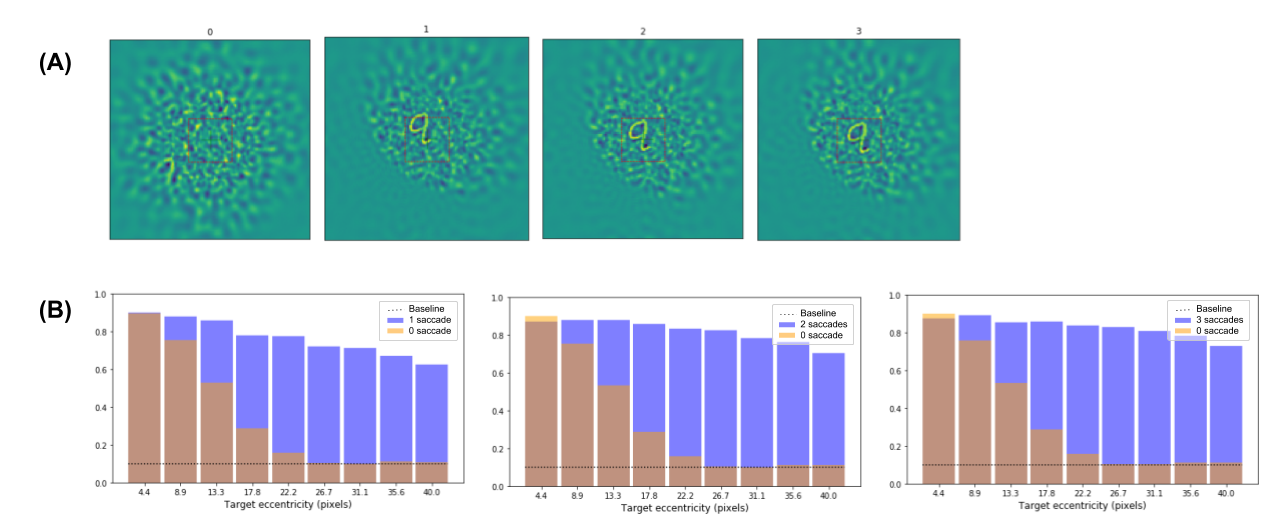 (A)
0
1
2
3
9
9
9
(B)
1.0
0.8
0.6
0.4
0.2
0.0
Baseline
1 saccade
0 saccade
4.4 8.9 13.3 17.8 22.2 26.7 31.1 35.6 40.0
Target eccentricity (pixels)
1.0
0.8
0.6
0.4
0.2
0.0
Baseline
2 saccades
0 saccade
4.4 8.9 13.3 17.8 22.2 26.7 31.1 35.6 40.0
Target eccentricity (pixels)
1.0
0.8
0.6
0.4
0.2
0.0
Baseline
3 saccades
0 saccade
4.4 8.9 13.3 17.8 22.2 26.7 31.1 35.6 40.0
Target eccentricity (pixels)